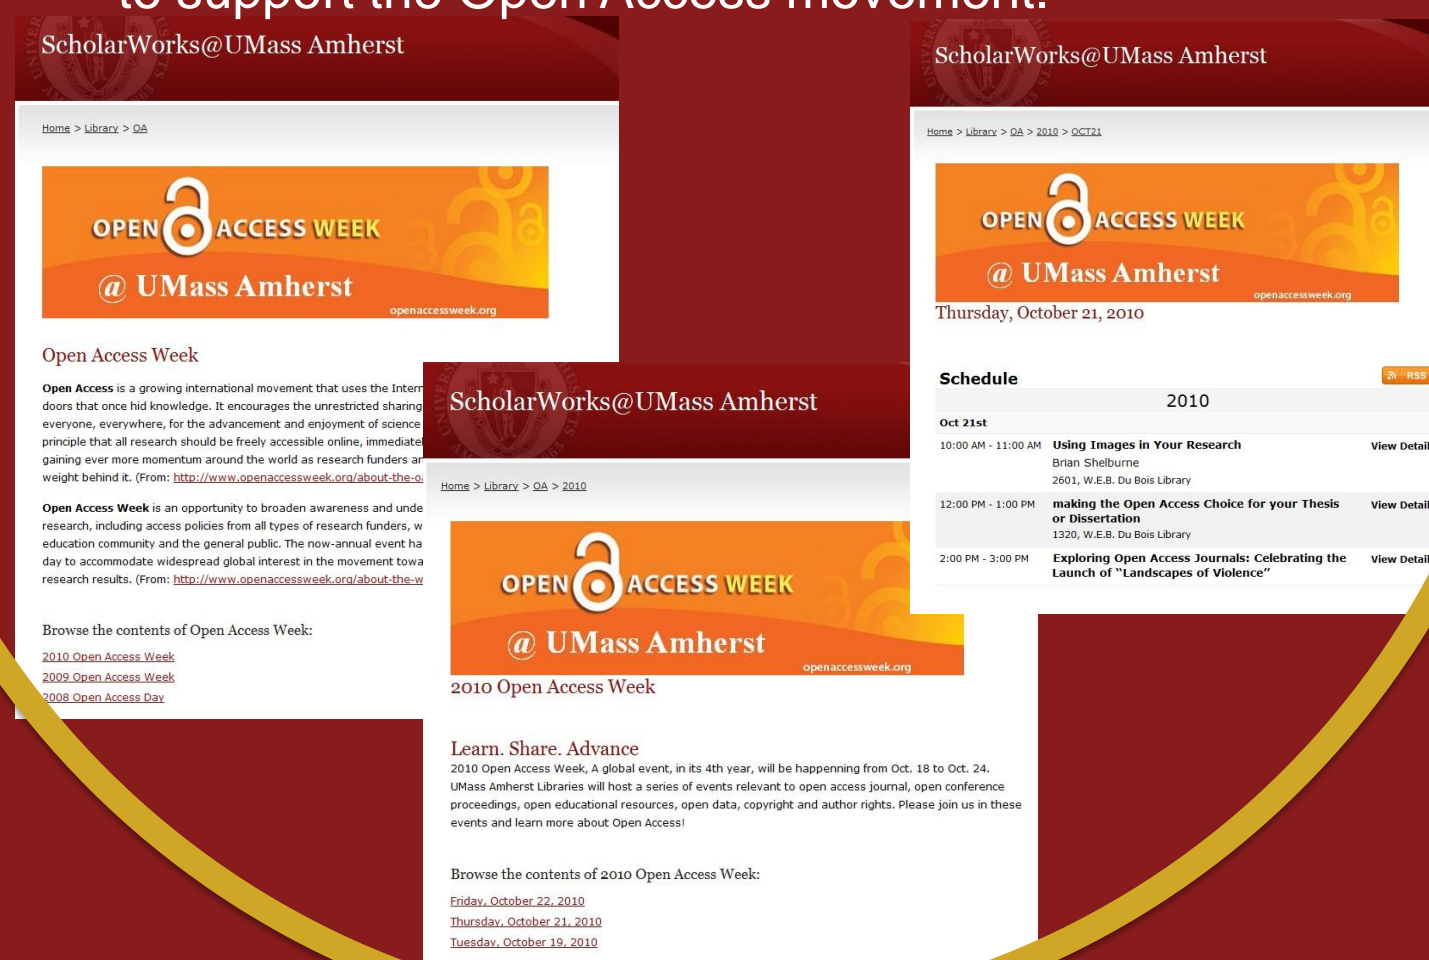 to support the Open Access movement.
ScholarWorks@UMass Amherst
Home > Library > OA
OPEN ACCESS WEEK
@ UMass Amherst
openaccessweek.org
Open Access Week
Open Access is a growing international movement that uses the
doors that once hid knowledge. It encourages the unrestricted sharing
everyone, everywhere, for the advancement and enjoyment of science
principle that all research should be freely accessible online,
gaining ever more momentum around the world as research funders
weight behind it. (From: http://www.openaccessweek.org/about-the-o
Open Access Week is an opportunity to broaden awareness and
research, including access policies from all types of research funders,
education community and the general public. The now-annual event
day to accommodate widespread global interest in the movement
research results. (From: http://www.openaccessweek.org/about-the-w
Browse the contents of Open Access Week:
2010 Open Access Week
2009 Open Access Week
2008 Open Access Day
ScholarWorks@UMass Amherst
Home > Library > OA > 2010
OPEN ACCESS WEEK
@ UMass Amherst
openaccessweek.org
2010 Open Access Week
Learn. Share. Advance
2010 Open Access Week, A global event, in its 4th year, will be happenning from Oct. 18 to Oct. 24.
UMass Amherst Libraries will host a series of events relevant to open access journal, open conference
proceedings, open educational resources, open data, copyright and author rights. Please join us in these
events and learn more about Open Access!
Browse the contents of 2010 Open Access Week:
Friday, October 22, 2010
Thursday, October 21, 2010
Tuesday, October 19, 2010
ScholarWorks@UMass Amherst
Home > Library > OA > 2010 > OCT21
OPEN ACCESS WEEK
@ UMass Amherst
openaccessweek.org
Thursday, October 21, 2010
Schedule
RSS
2010
Oct 21st
10:00 AM - 11:00 AM Using Images in Your Research View Detail
Brian Shelburne
2601, W.E.B. Du Bois Library
12:00 PM - 1:00 PM making the Open Access Choice for your Thesis View Detail
or Dissertation
1320, W.E.B. Du Bois Library
2:00 PM - 3:00 PM Exploring Open Access Journals: Celebrating the View Detail
Launch of "Landscapes of Violence"